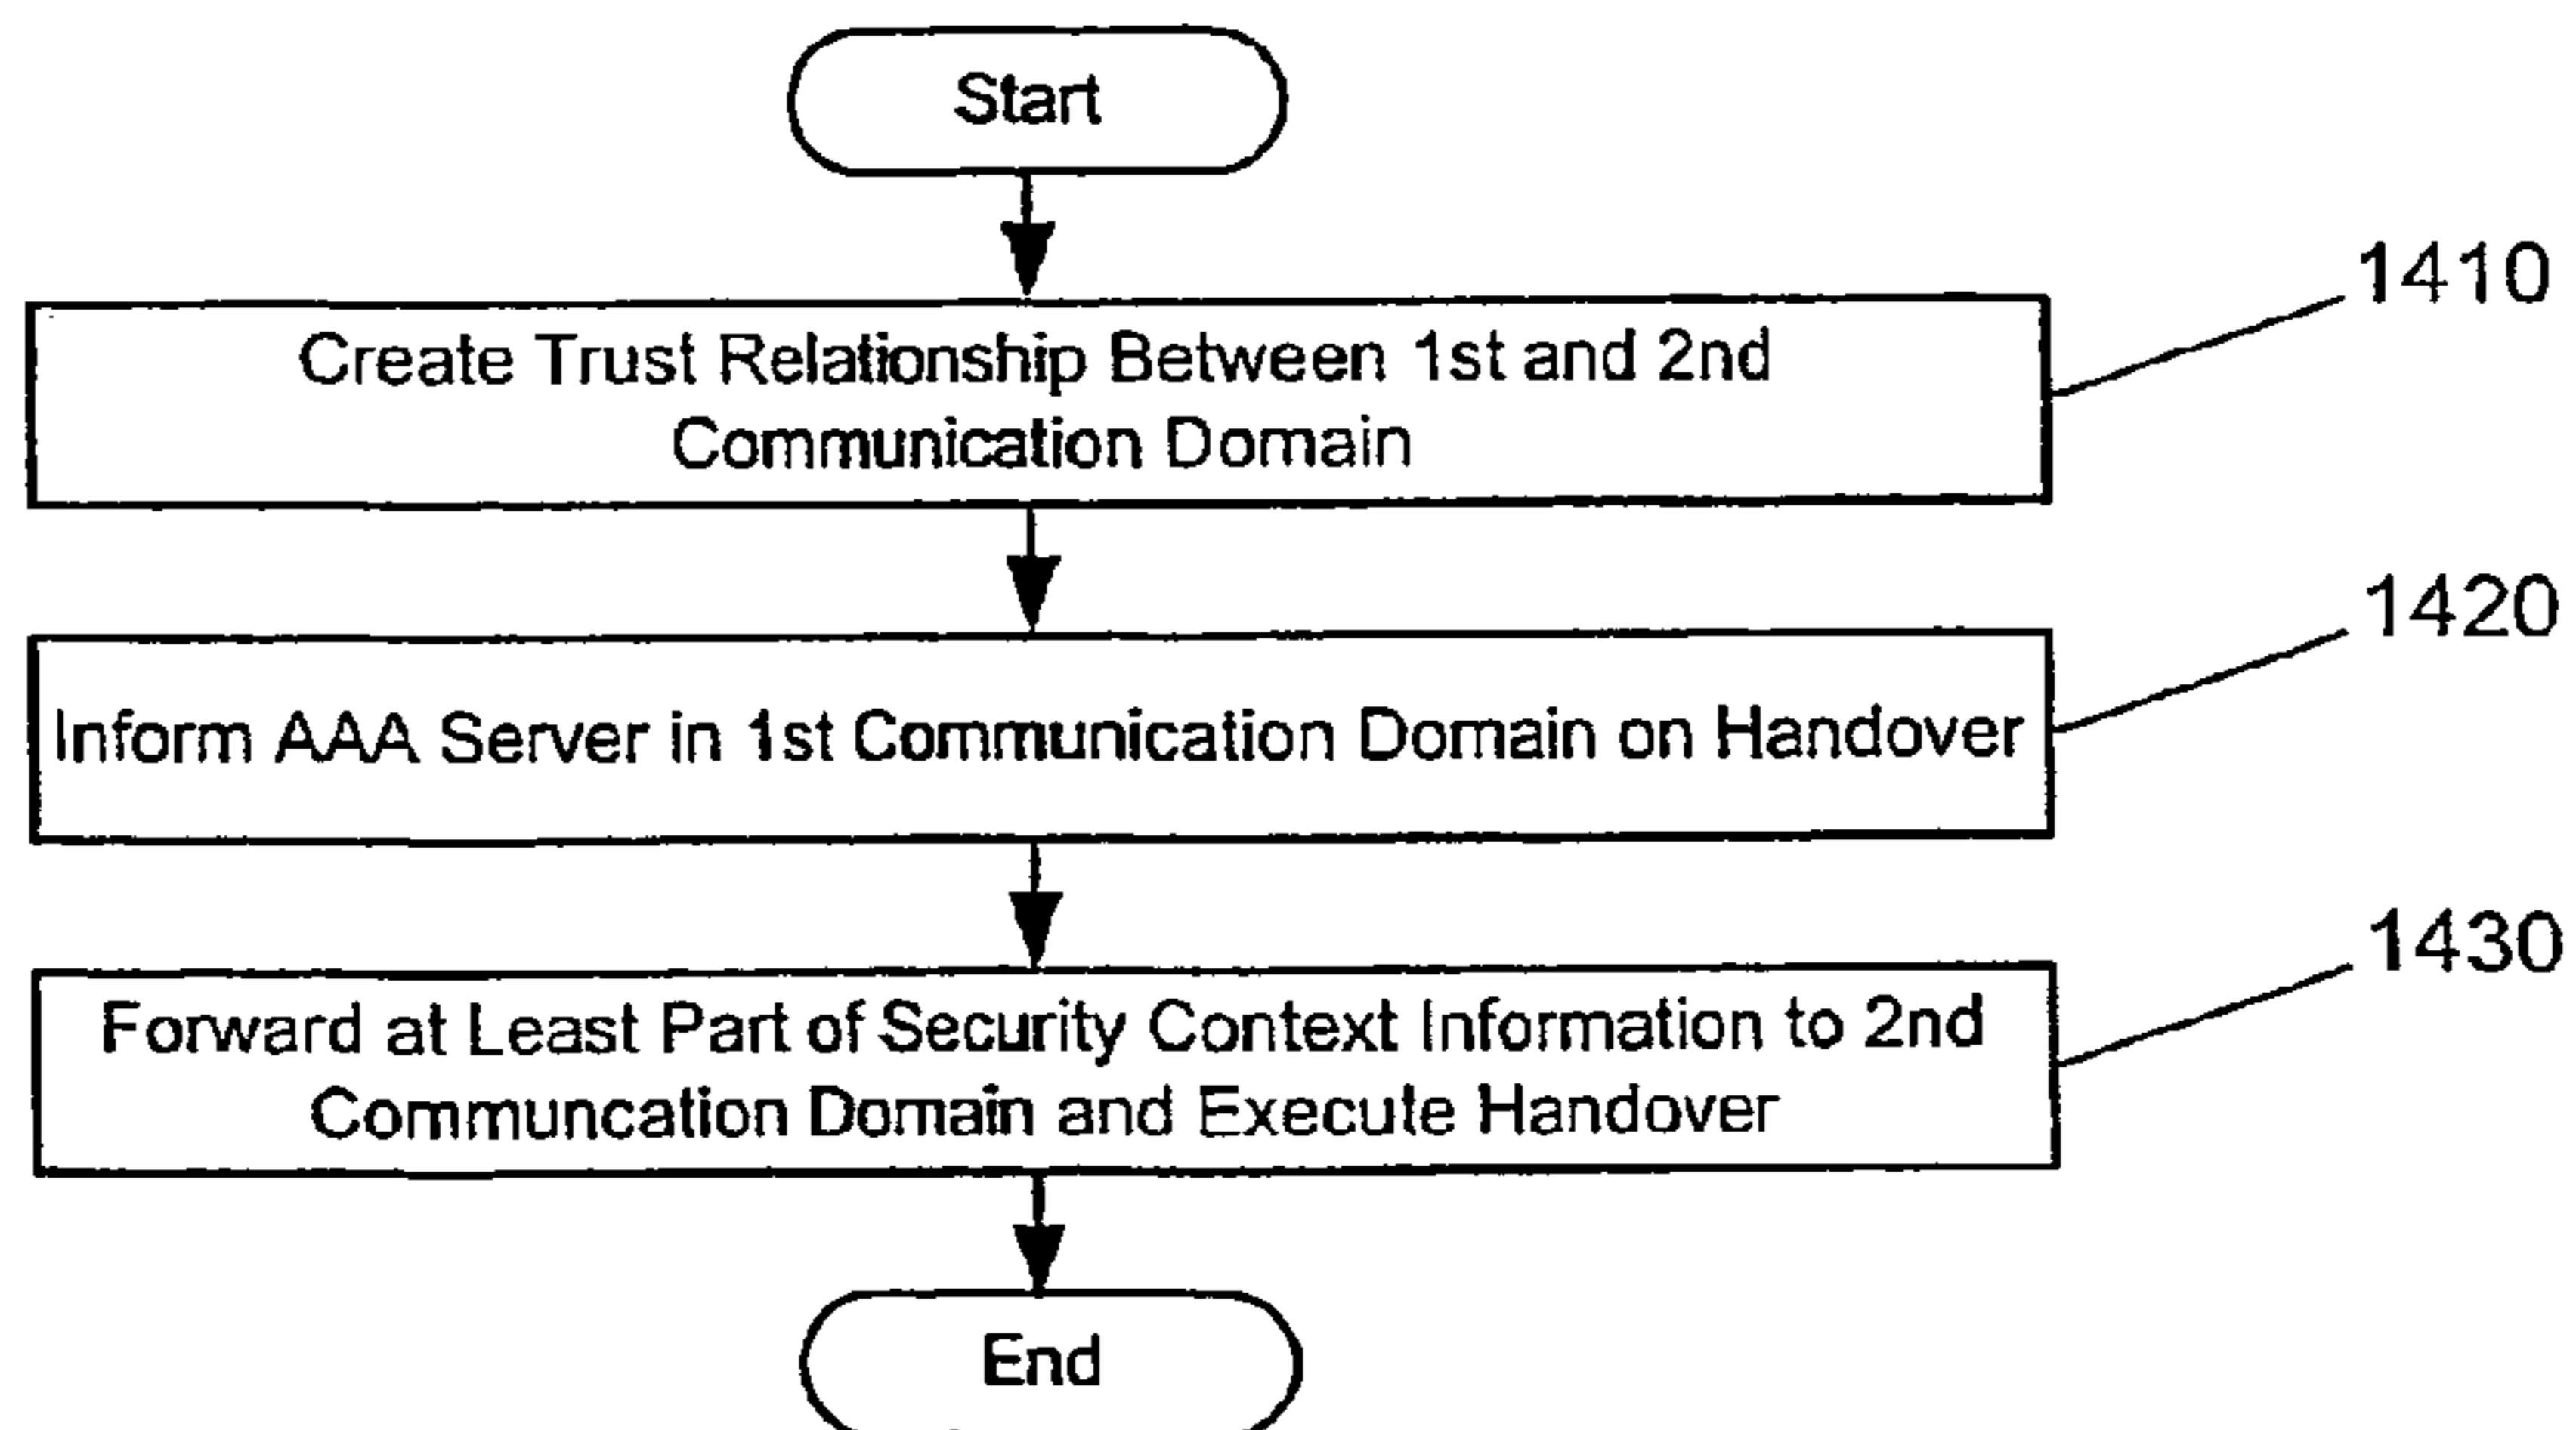 Start
1410
Create Trust Relationship Between 1st and 2nd
Communication Domain
1420
Inform AAA Server in 1st Communication Domain on Handover
1430
Forward at Least Part of Security Context Information to 2nd
Communcation Domain and Execute Handover
End